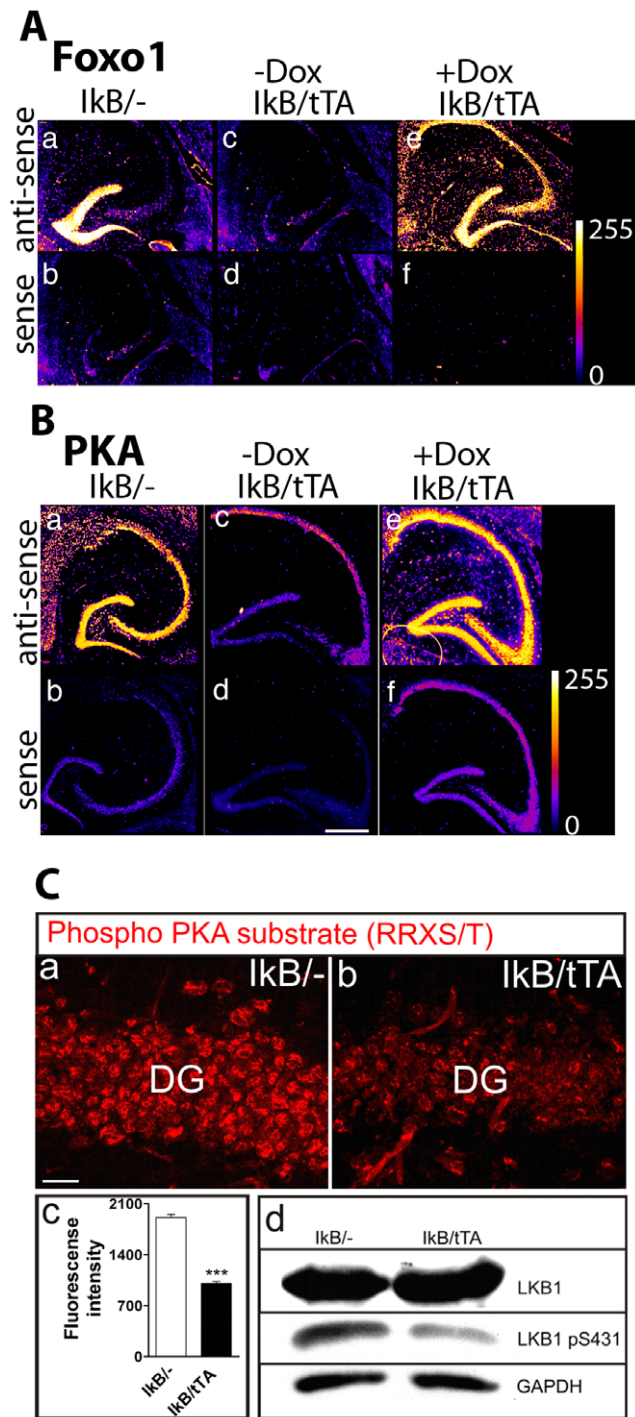 A
Foxo1
-Dox +Dox
IkB/- IkB/tTA IkB/tTA
anti-sense
a c e
sense
b d f
255
0
B
PKA
-Dox +Dox
IkB/- IkB/tTA IkB/tTA
anti-sense
a c e
sense
b d f
255
0
C
Phospho PKA substrate (RRXS/T)
a IkB/- b IkB/tTA
DG DG
c
Fluorescense
intensity
2100
1400
700
0
***
IkB/-
IkB/tTA
d
IkB/- IkB/tTA
LKB1
LKB1 pS431
GAPDH